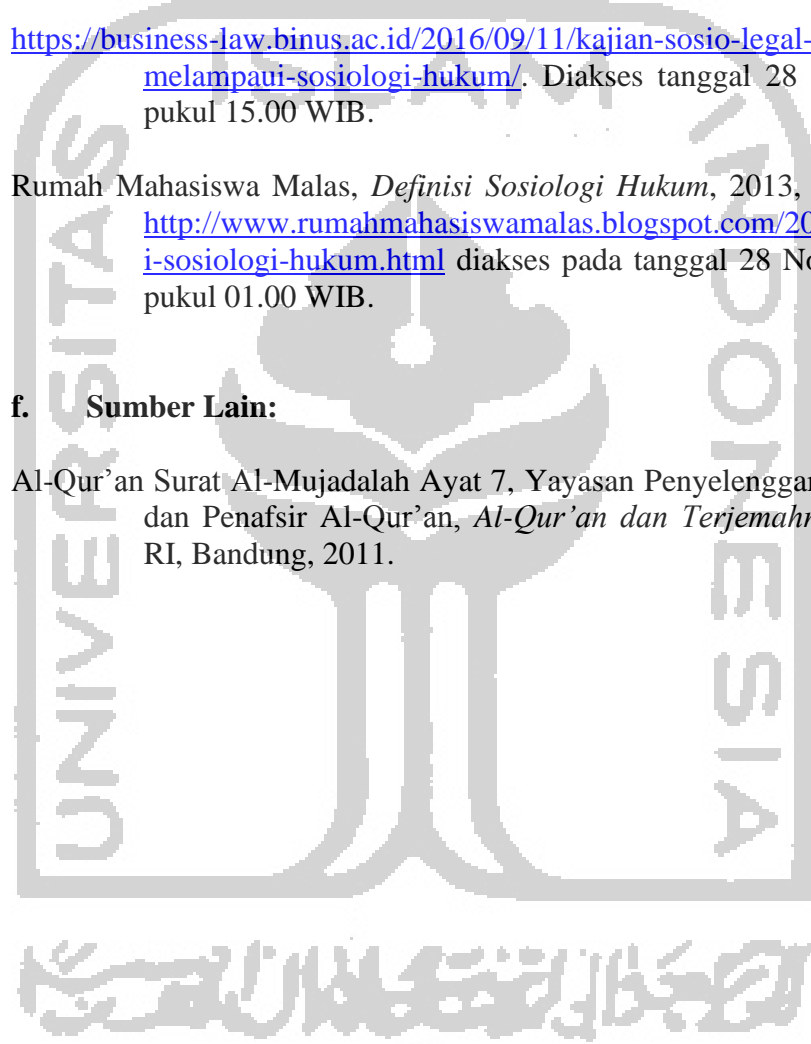 https://business-law.binus.ac.id/2016/09/11/kajian-sosio-legal-
melampaui-sosiologi-hukum/. Diakses tanggal 28
pukul 15.00 WIB.
Rumah Mahasiswa Malas, Definisi Sosiologi Hukum, 2013,
http://www.rumahmahasiswamalas.blogspot.com/20
i-sosiologi-hukum.html diakses pada tanggal 28 No
pukul 01.00 WIB.
f. Sumber Lain:
Al-Qur’an Surat Al-Mujadalah Ayat 7, Yayasan Penyelenggar
dan Penafsir Al-Qur’an, Al-Qur’an dan Terjemahn
RI, Bandung, 2011.
UNIVERSITAS
ISLAM
INDONESIA